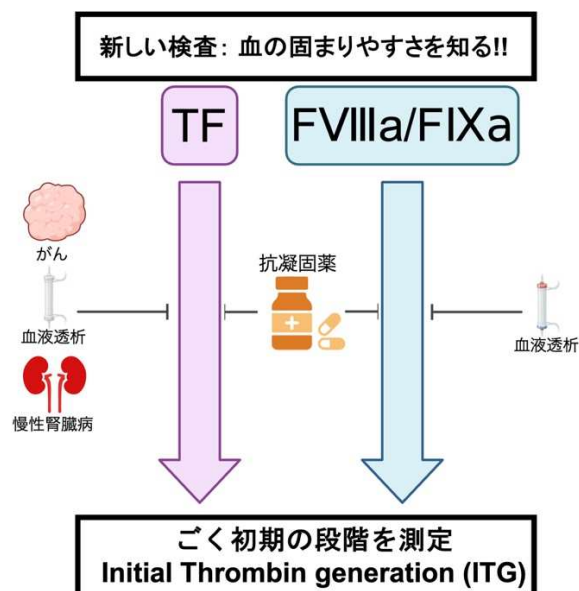 新しい検査: 血の固まりやすさを知る!!
TF
FVIIIa/FIXa
がん
血液透析
慢性腎臓病
抗凝固薬
血液透析
ごく初期の段階を測定
Initial Thrombin generation (ITG)